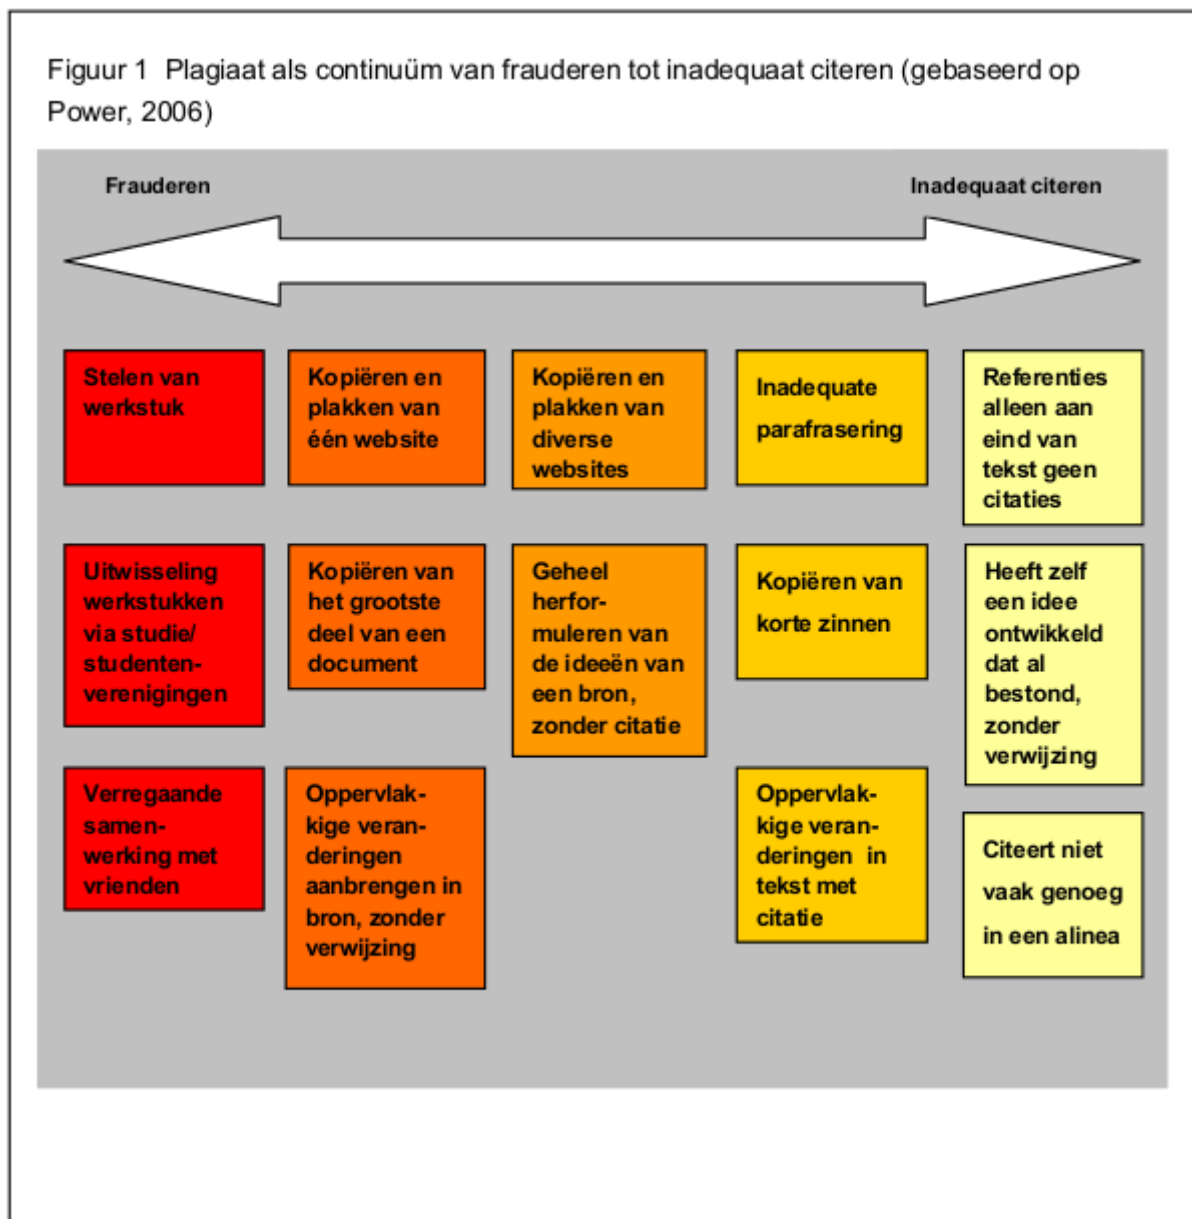 Figuur 1  Plagiaat als continuüm van frauderen tot inadequaat citeren (gebaseerd op
Power, 2006)
Frauderen
Inadequaat citeren
Stelen van
werkstuk
Kopiëren en
plakken van
één website
Kopiëren en
plakken van
diverse
websites
Inadequate
parafrasering
Referenties
alleen aan
eind van
tekst geen
citaties
Uitwisseling
werkstukken
via studie/
studenten-
verenigingen
Kopiëren van
het grootste
deel van een
document
Geheel
herfor-
muleren van
de ideeën van
een bron,
zonder citatie
Kopiëren van
korte zinnen
Heeft zelf
een idee
ontwikkeld
dat al
bestond,
zonder
verwijzing
Verregaande
samen-
werking met
vrienden
Oppervlak-
kige veran-
deringen
aanbrengen in
bron, zonder
verwijzing
Oppervlak-
kige veran-
deringen  in
tekst met
citatie
Citeert niet
vaak genoeg
in een alinea